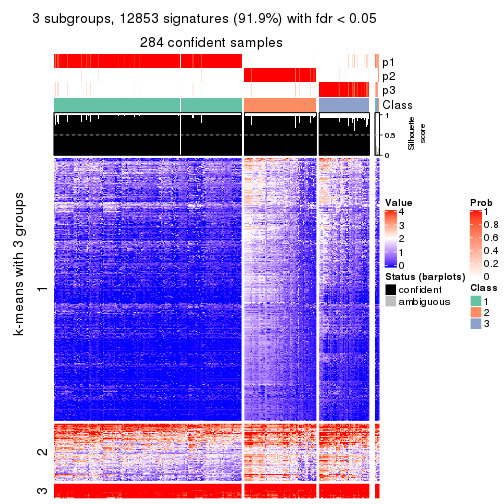 3 subgroups, 12853 signatures (91.9%) with fdr < 0.05
284 confident samples
p1
p2
p3
Class
1
0.5
0
Silhouette
score
k-means with 3 groups
1
2
3
Value
4
3
2
1
0
Status (barplots)
confident
ambiguous
Prob
1
0.8
0.6
0.4
0.2
0
Class
1
2
3